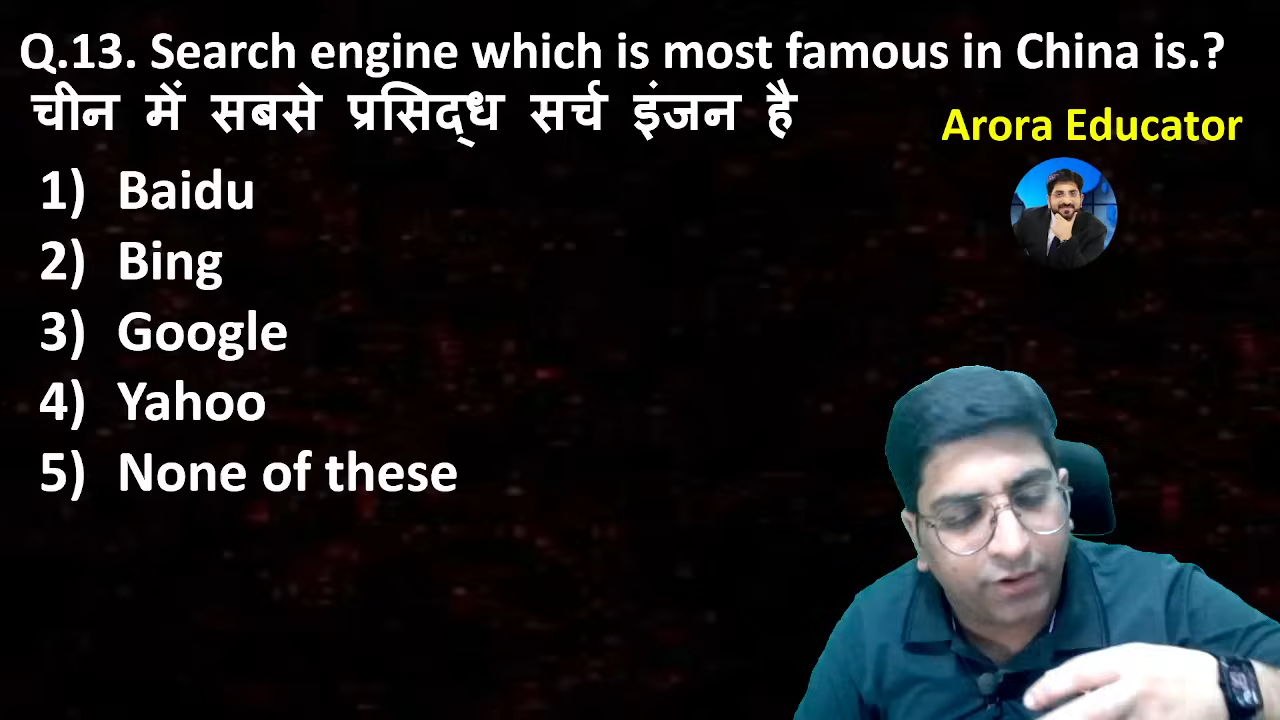 Q.13. Search engine which is most famous in China is.?
चीन में सबसे प्रसिद्ध सर्च इंजन है
Arora Educator
1) Baidu
2) Bing
3) Google
4) Yahoo
5) None of these